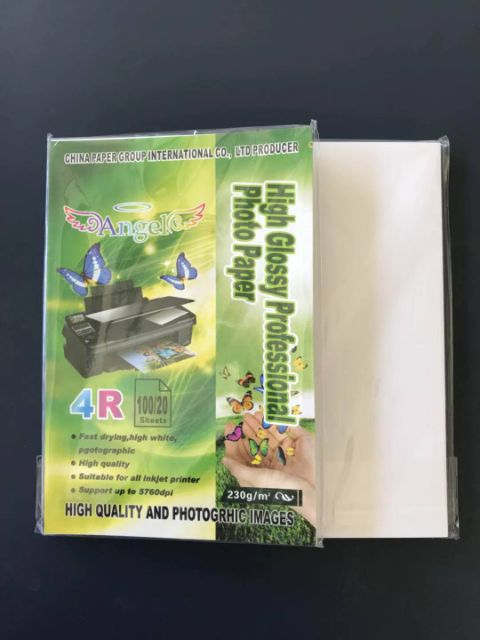 CHINA PAPER GROUP INTERNATIONAL CO., LTD PRODUCER
Angel
High Glossy Professional
Photo Paper
4R
100/20
Sheets
• Fast drying,high white,
pgotographic
• High quality
• Suitable for all inkjet printer
• Support up to 5760dpi
230g/m²
HIGH QUALITY AND PHOTOGRHIC IMAGES